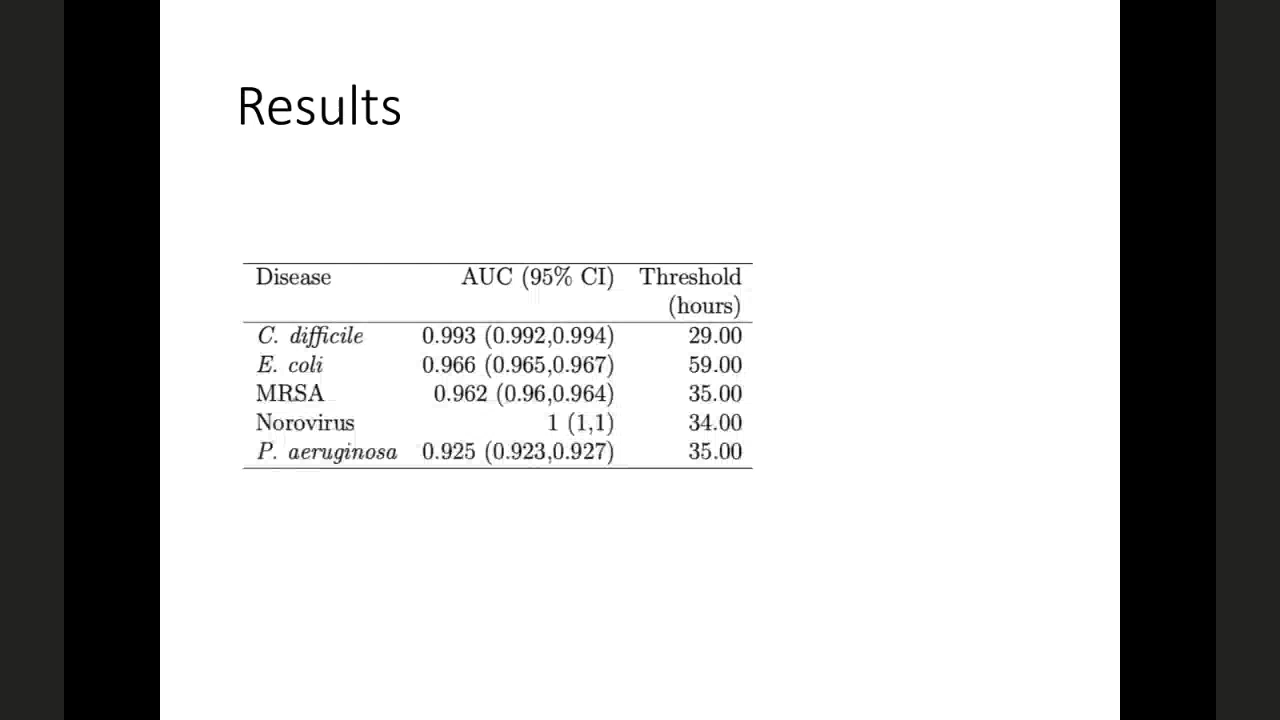 Results
Disease AUC (95% CI) Threshold
(hours)
C. difficile 0.993 (0.992,0.994) 29.00
E. coli 0.966 (0.965,0.967) 59.00
MRSA 0.962 (0.96,0.964) 35.00
Norovirus 1 (1,1) 34.00
P. aeruginosa 0.925 (0.923,0.927) 35.00